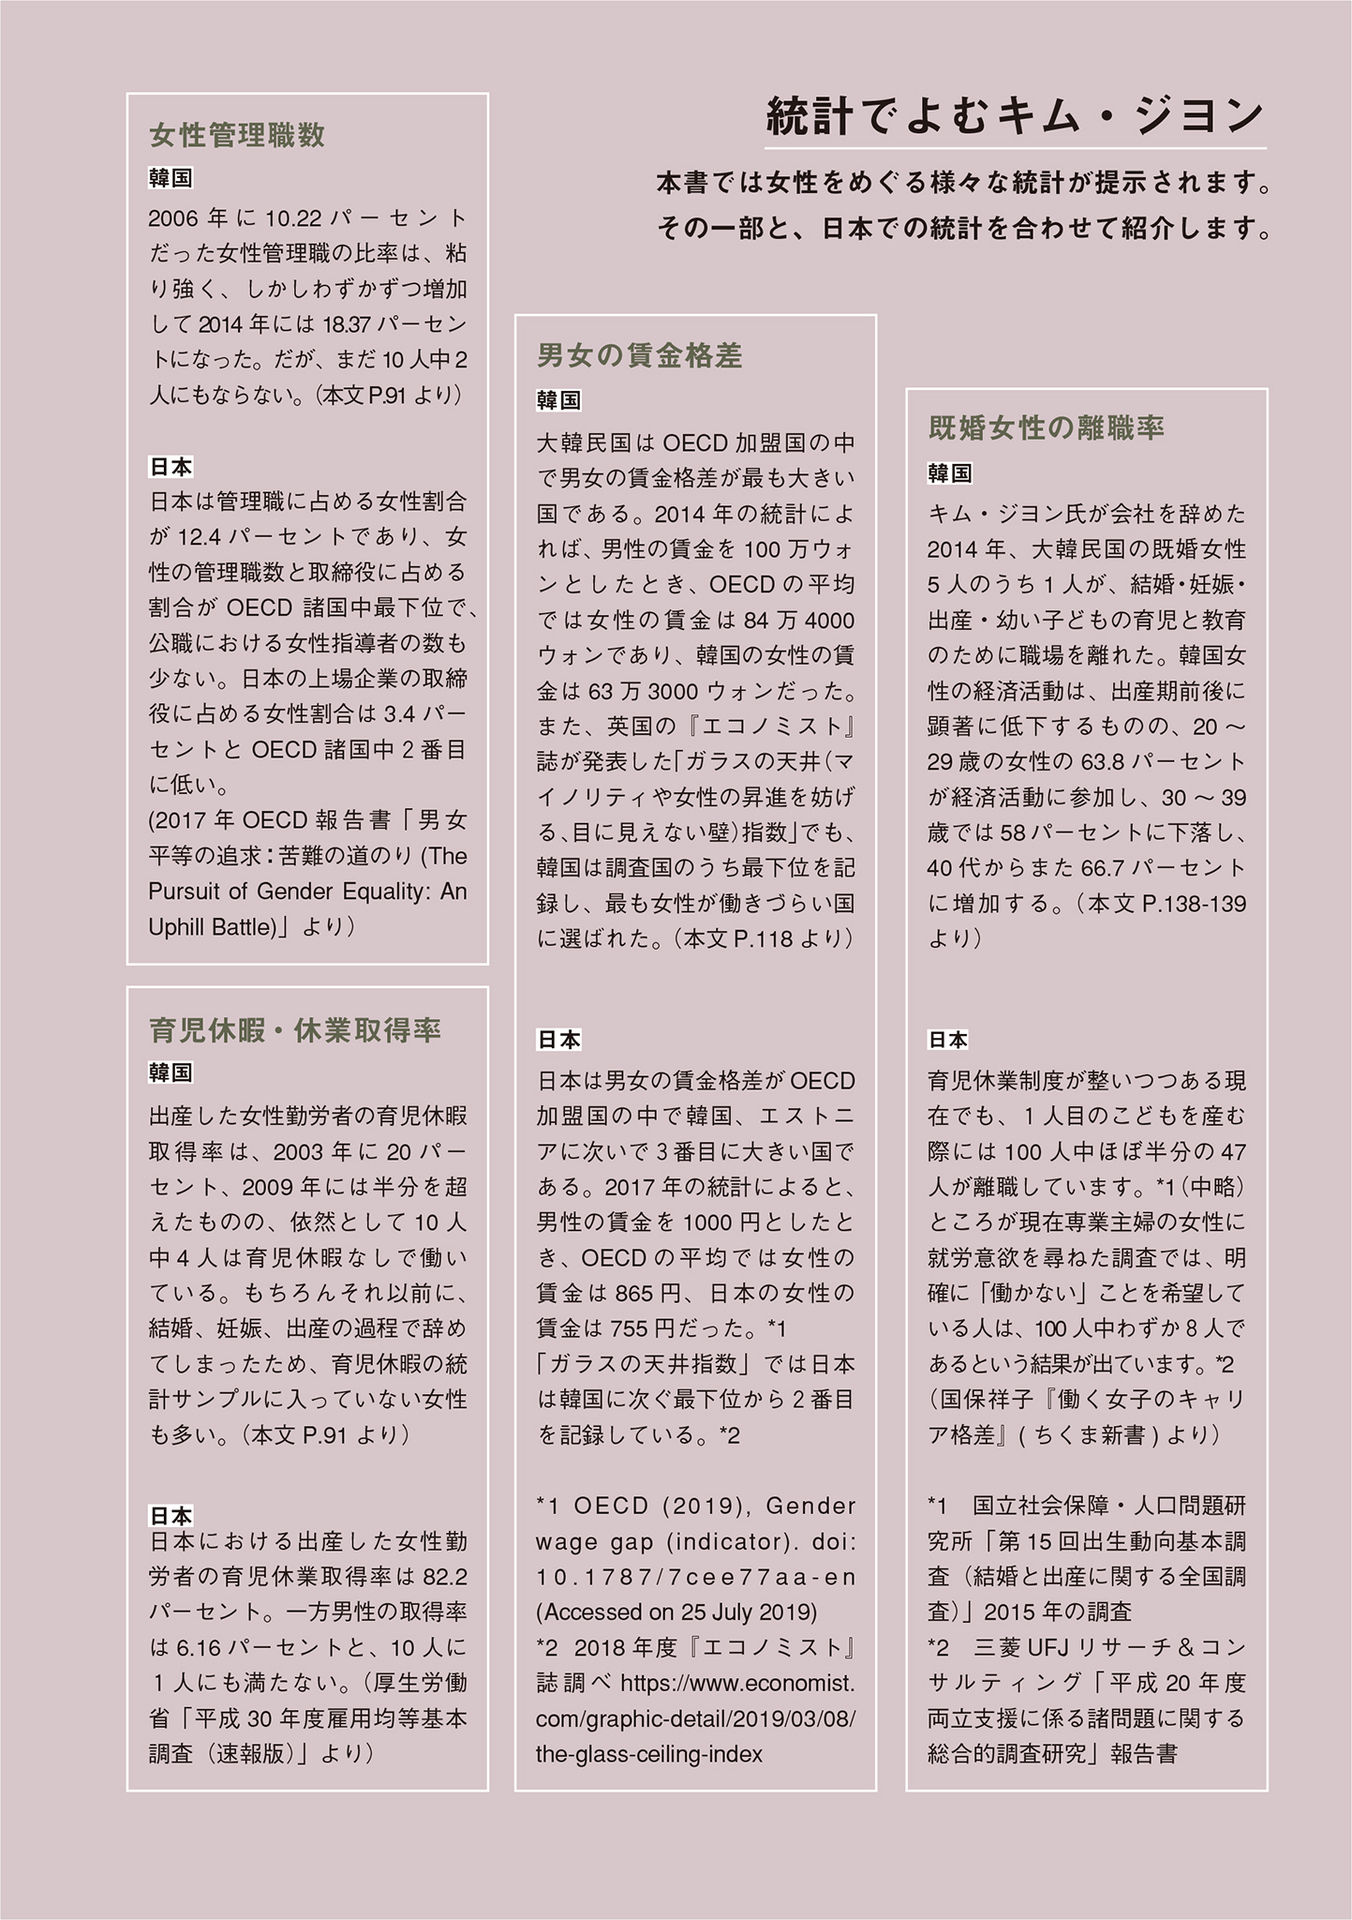 統計でよむキム・ジヨン
本書では女性をめぐる様々な統計が提示されます。
その一部と、日本での統計を合わせて紹介します。
女性管理職数
韓国
2006 年に 10.22 パーセント
だった女性管理職の比率は、粘
り強く、しかしわずかずつ増加
して 2014 年には 18.37 パーセン
トになった。だが、まだ 10 人中 2
人にもならない。（本文 P.91 より）
日本
日本は管理職に占める女性割合
が 12.4 パーセントであり、女
性の管理職数と取締役に占める
割合が OECD 諸国中最下位で、
公職における女性指導者の数も
少ない。日本の上場企業の取締
役に占める女性割合は 3.4 パー
セントと OECD 諸国中 2 番目
に低い。
(2017 年 OECD 報告書「男女
平等の追求：苦難の道のり (The
Pursuit of Gender Equality: An
Uphill Battle)」より）
育児休暇・休業取得率
韓国
出産した女性勤労者の育児休暇
取得率は、2003 年に 20 パー
セント、2009 年には半分を超
えたものの、依然として 10 人
中 4 人は育児休暇なしで働い
ている。もちろんそれ以前に、
結婚、妊娠、出産の過程で辞め
てしまったため、育児休暇の統
計サンプルに入っていない女性
も多い。（本文 P.91 より）
日本
日本における出産した女性勤
労者の育児休業取得率は 82.2
パーセント。一方男性の取得率
は 6.16 パーセントと、10 人に
1 人にも満たない。（厚生労働
省「平成 30 年度雇用均等基本
調査（速報版）」より）
男女の賃金格差
韓国
大韓民国は OECD 加盟国の中
で男女の賃金格差が最も大きい
国である。2014 年の統計によ
れば、男性の賃金を 100 万ウォ
ンとしたとき、OECD の平均
では女性の賃金は 84 万 4000
ウォンであり、韓国の女性の賃
金は 63 万 3000 ウォンだった。
また、英国の『エコノミスト』
誌が発表した「ガラスの天井（マ
イノリティや女性の昇進を妨げ
る、目に見えない壁）指数」でも、
韓国は調査国のうち最下位を記
録し、最も女性が働きづらい国
に選ばれた。（本文 P.118 より）
日本
日本は男女の賃金格差が OECD
加盟国の中で韓国、エストニ
アに次いで 3 番目に大きい国で
ある。2017 年の統計によると、
男性の賃金を 1000 円としたと
き、OECD の平均では女性の
賃金は 865 円、日本の女性の
賃金は 755 円だった。*1
「ガラスの天井指数」では日本
は韓国に次ぐ最下位から 2 番目
を記録している。*2
*1 OECD (2019), Gender
wage gap (indicator). doi:
10.1787/7cee77aa-en
(Accessed on 25 July 2019)
*2 2018 年度『エコノミスト』
誌調べ https://www.economist.
com/graphic-detail/2019/03/08/
the-glass-ceiling-index
既婚女性の離職率
韓国
キム・ジヨン氏が会社を辞めた
2014 年、大韓民国の既婚女性
5 人のうち 1 人が、結婚・妊娠・
出産・幼い子どもの育児と教育
のために職場を離れた。韓国女
性の経済活動は、出産期前後に
顕著に低下するものの、20 〜
29 歳の女性の 63.8 パーセント
が経済活動に参加し、30 〜 39
歳では 58 パーセントに下落し、
40 代からまた 66.7 パーセント
に増加する。（本文 P.138-139
より）
日本
育児休業制度が整いつつある現
在でも、1 人目のこどもを産む
際には 100 人中ほぼ半分の 47
人が離職しています。*1（中略）
ところが現在専業主婦の女性に
就労意欲を尋ねた調査では、明
確に「働かない」ことを希望して
いる人は、100 人中わずか 8 人で
あるという結果が出ています。*2
（国保祥子『働く女子のキャリ
ア格差』( ちくま新書 ) より）
*1　国立社会保障・人口問題研
究所「第 15 回出生動向基本調
査（結婚と出産に関する全国調
査）」2015 年の調査
*2　三菱 UFJ リサーチ & コン
サルティング「平成 20 年度
両立支援に係る諸問題に関する
総合的調査研究」報告書